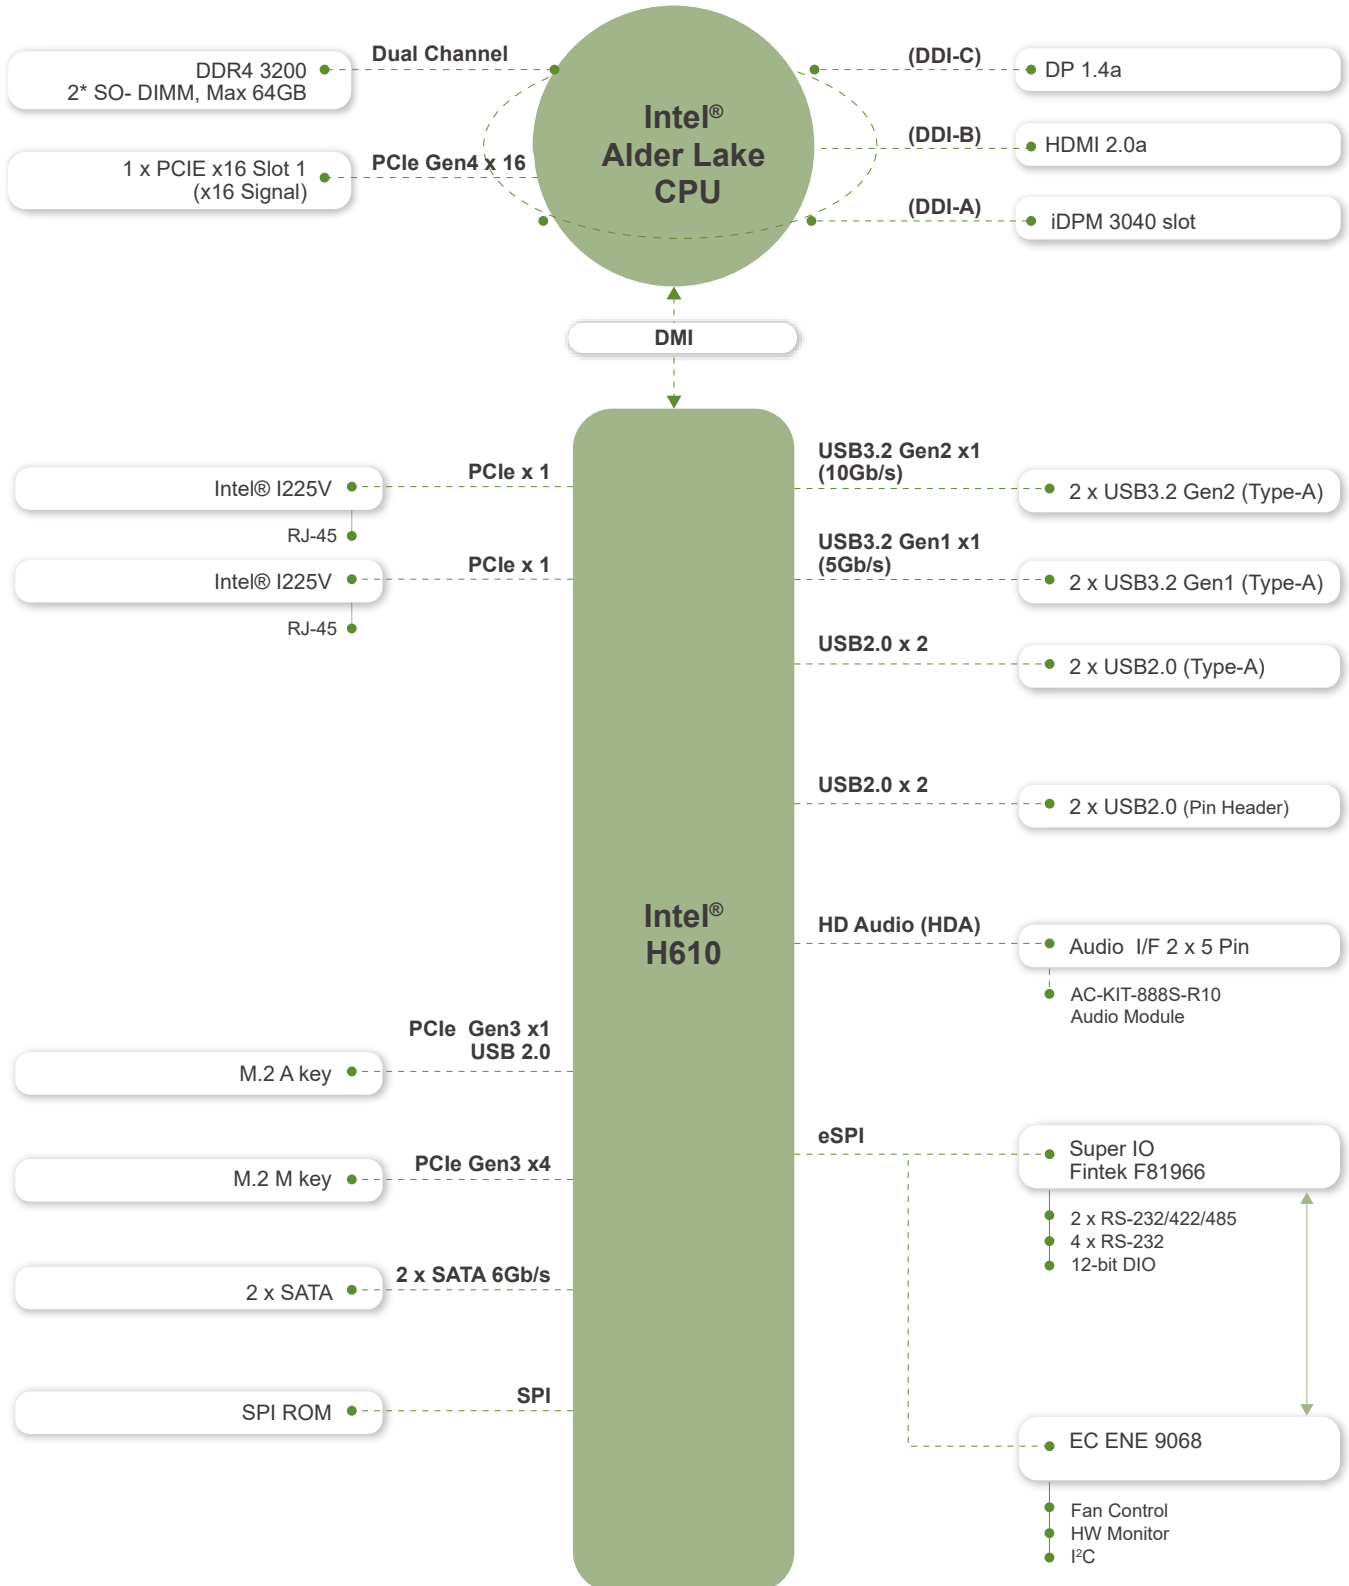 Dual Channel
DDR4 3200
2* SO- DIMM, Max 64GB
PCIe Gen4 x 16
1 x PCIE x16 Slot 1
(x16 Signal)
Intel®
Alder Lake
CPU
(DDI-C)
DP 1.4a
(DDI-B)
HDMI 2.0a
(DDI-A)
iDPM 3040 slot
DMI
PCIe x 1
Intel® I225V
RJ-45
PCIe x 1
Intel® I225V
RJ-45
USB3.2 Gen2 x1
(10Gb/s)
2 x USB3.2 Gen2 (Type-A)
USB3.2 Gen1 x1
(5Gb/s)
2 x USB3.2 Gen1 (Type-A)
USB2.0 x 2
2 x USB2.0 (Type-A)
USB2.0 x 2
2 x USB2.0 (Pin Header)
Intel®
H610
HD Audio (HDA)
Audio I/F 2 x 5 Pin
AC-KIT-888S-R10
Audio Module
PCIe Gen3 x1
USB 2.0
M.2 A key
PCIe Gen3 x4
M.2 M key
2 x SATA 6Gb/s
2 x SATA
SPI
SPI ROM
eSPI
Super IO
Fintek F81966
2 x RS-232/422/485
4 x RS-232
12-bit DIO
EC ENE 9068
Fan Control
HW Monitor
I²C